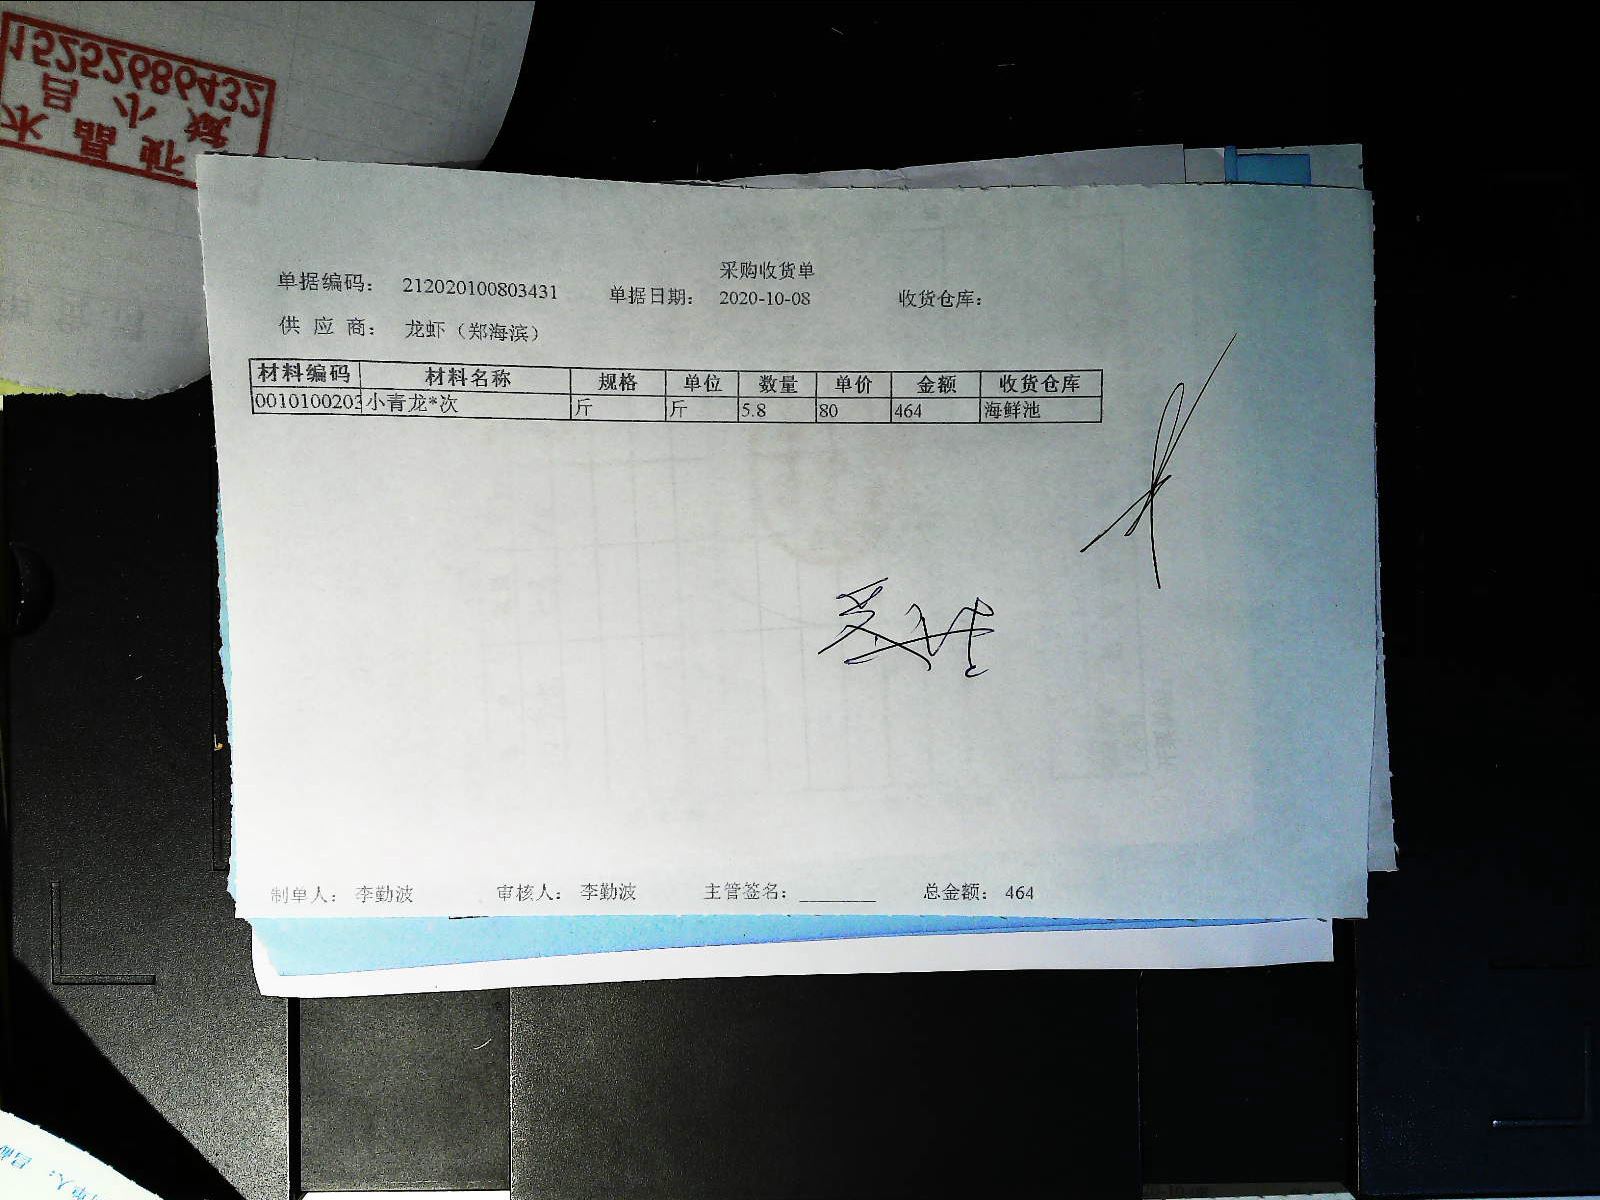 15252686432
采购收货单
单据编码： 212020100803431 单据日期： 2020-10-08 收货仓库：
供 应 商： 龙虾（郑海滨）
材料编码 材料名称 规格 单位 数量 单价 金额 收货仓库
0010100203 小青龙*次 斤 斤 5.8 80 464 海鲜池
制单人： 李勤波 审核人： 李勤波 主管签名： ________ 总金额： 464